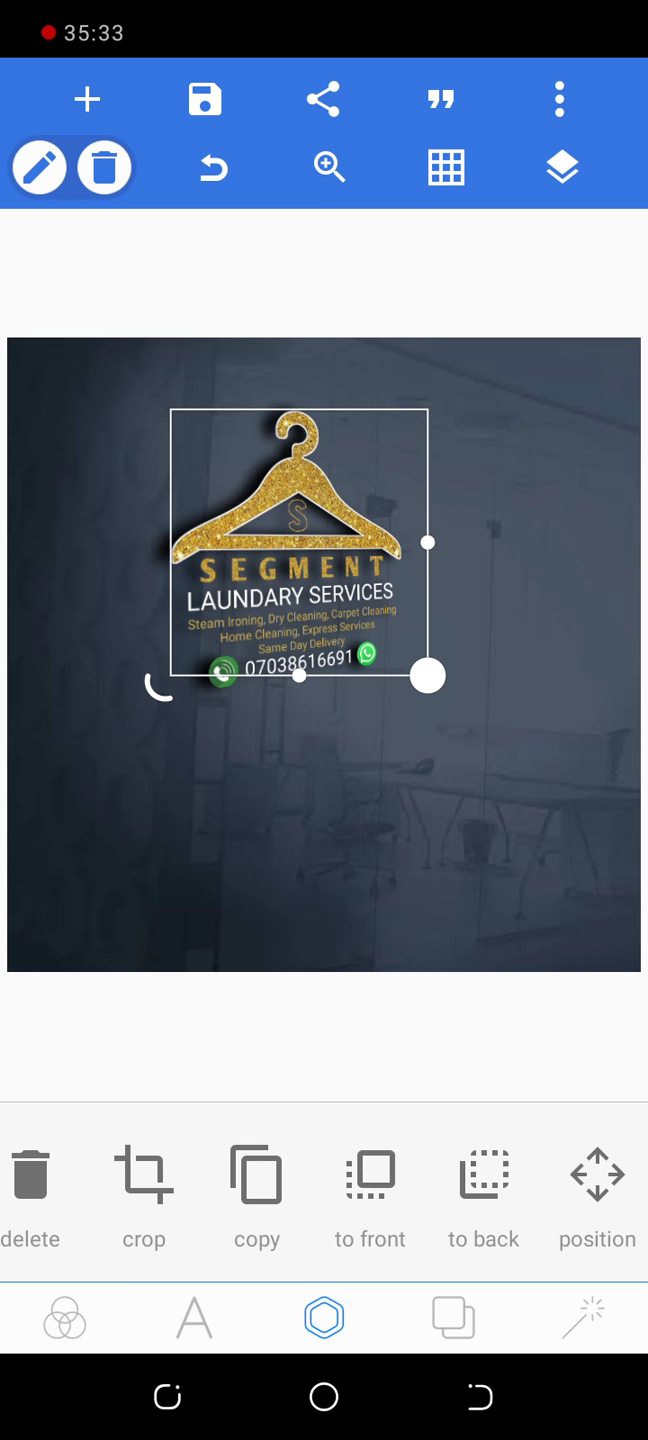 35:33
S
SEGMENT
LAUNDARY SERVICES
Steam Ironing, Dry Cleaning, Carpet Cleaning
Home Cleaning, Express Services
Same Day Delivery
07038616691
delete
crop
copy
to front
to back
position